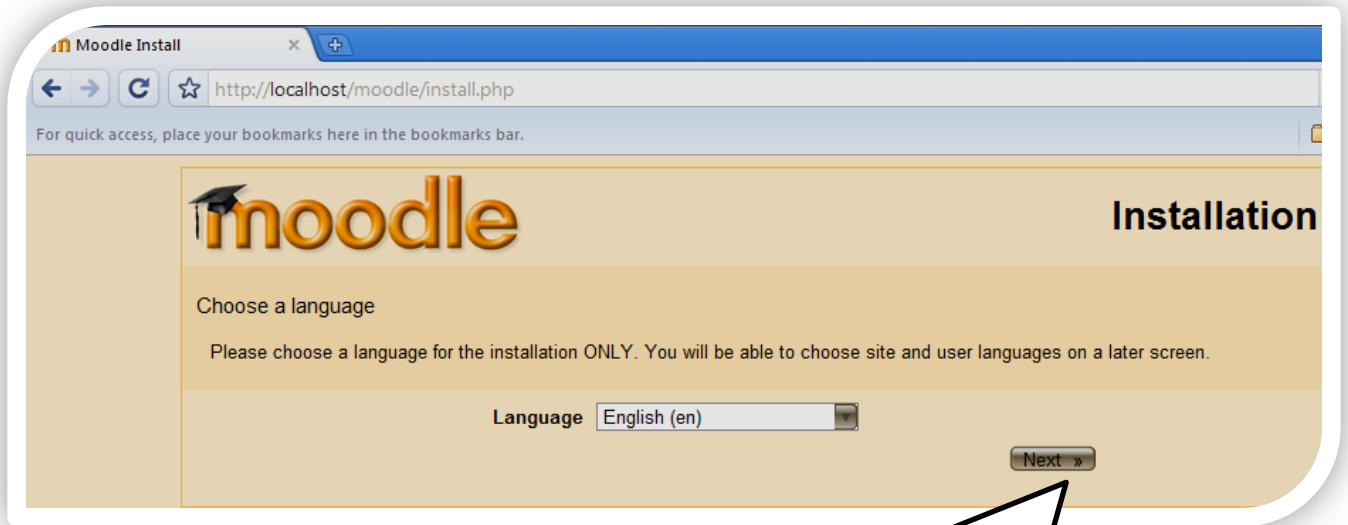 Moodle Install
http://localhost/moodle/install.php
For quick access, place your bookmarks here in the bookmarks bar.
moodle
Installation
Choose a language
Please choose a language for the installation ONLY. You will be able to choose site and user languages on a later screen.
Language English (en)
Next »